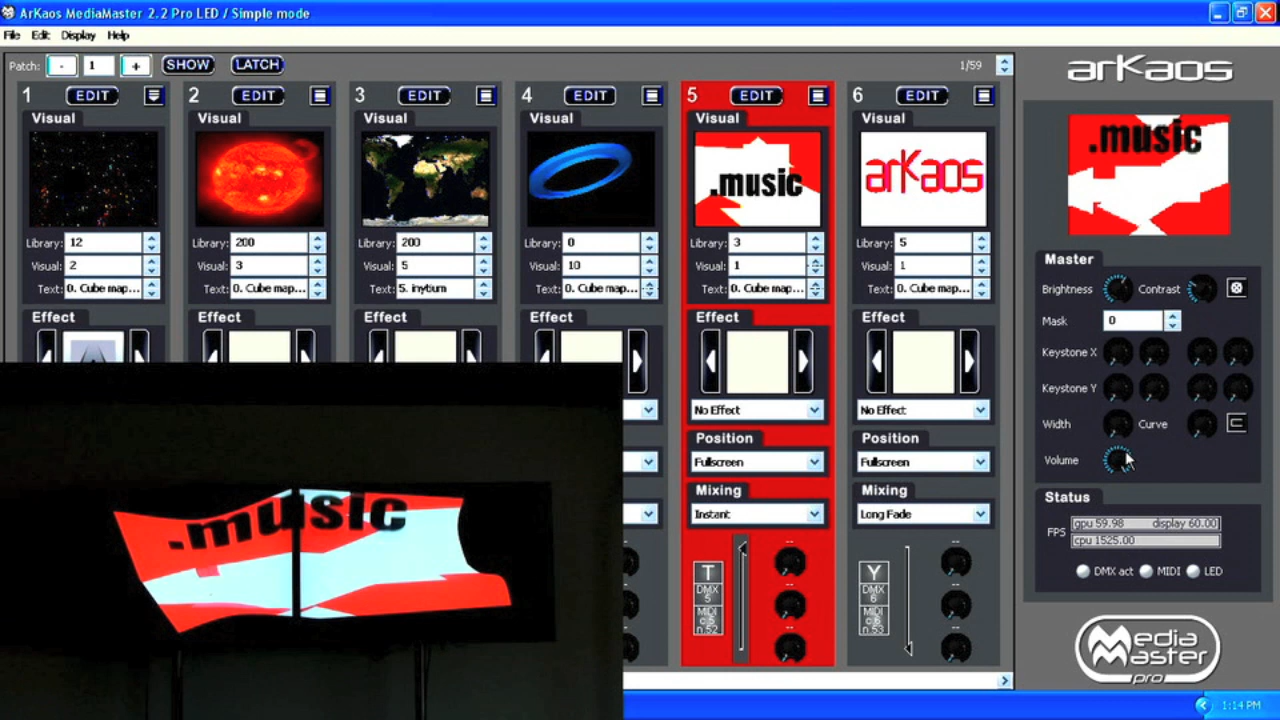 ArKaos MediaMaster 2.2 Pro LED / Simple mode
File Edit Display Help
Patch: - 1 + SHOW LATCH 1/59
arkaos
1 EDIT 2 EDIT 3 EDIT 4 EDIT 5 EDIT 6 EDIT
Visual Visual Visual Visual Visual Visual
.music
arKaos
.music
Library: 12 Library: 200 Library: 200 Library: 0 Library: 3 Library: 5
Visual: 2 Visual: 3 Visual: 5 Visual: 10 Visual: 1 Visual: 1
Text: 0. Cube map... Text: 0. Cube map... Text: 5. inytium Text: 0. Cube map... Text: 0. Cube map... Text: 0. Cube map...
Effect Effect Effect Effect Effect Effect
No Effect No Effect
Position Position
Fullscreen Fullscreen
Mixing Mixing
Instant Long Fade
-- --
T Y
DMX DMX
5 6
MIDI MIDI
c:5 c:6
n:52 n:53
-- --
-- --
Master
Brightness Contrast
Mask 0
Keystone X
Keystone Y
Width Curve
Volume
Status
FPS gpu 59.98 display 60.00
cpu 1525.00
DMX act MIDI LED
Media
Master
pro
.music
1:14 PM